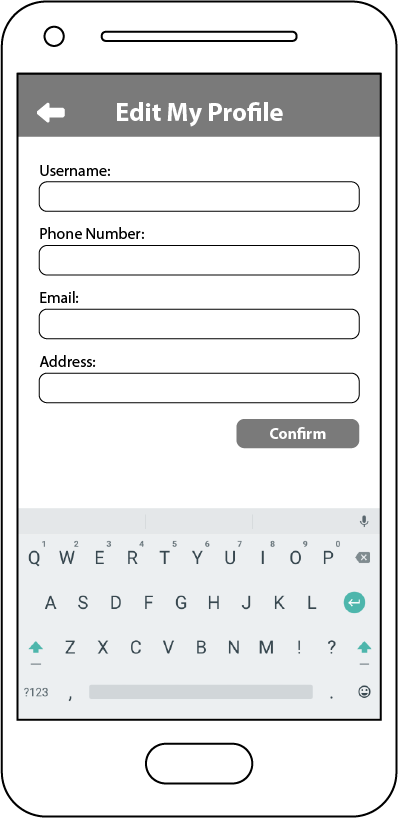 Edit My Profile
Username:
Phone Number:
Email:
Address:
Confirm
1 2 3 4 5 6 7 8 9 0
Q W E R T Y U I O P
A S D F G H J K L
Z X C V B N M ! ?
?123 , .